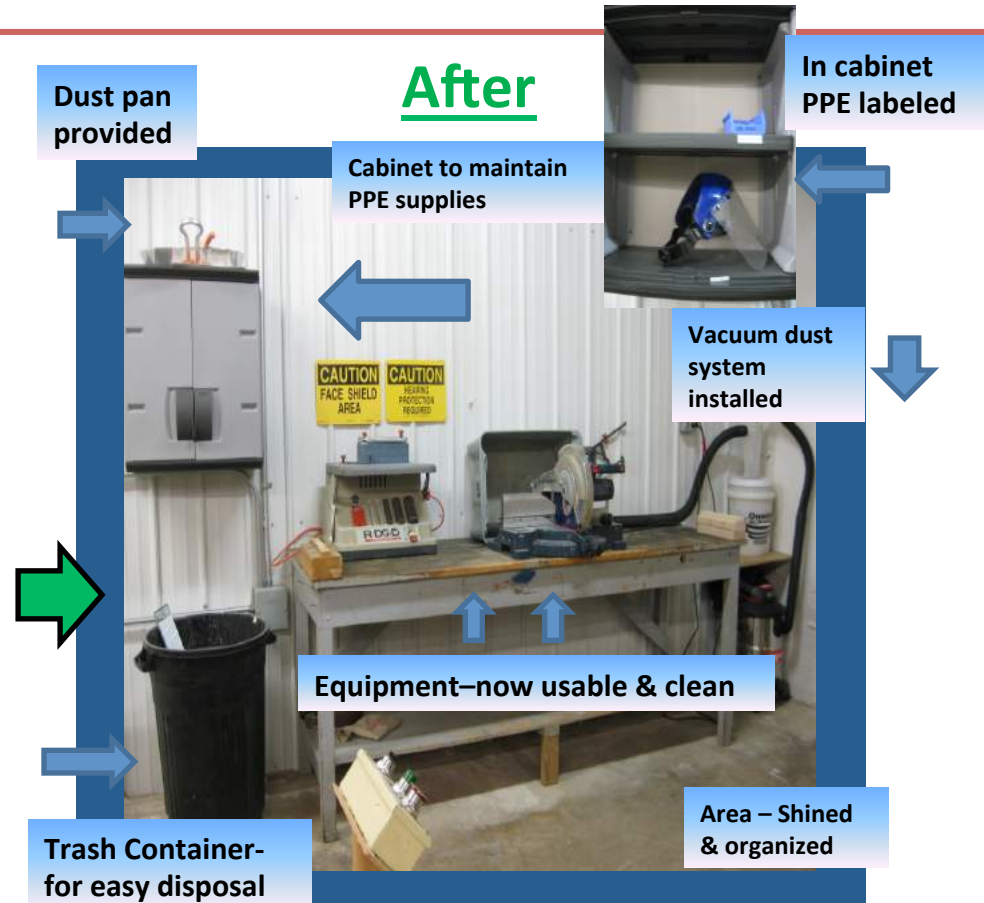 After
Dust pan
provided
In cabinet
PPE labeled
Cabinet to maintain
PPE supplies
Vacuum dust
system
installed
CAUTION
FACE SHIELD
AREA
CAUTION
HEARING
PROTECTION
REQUIRED
RIDGID
Equipment–now usable & clean
Area – Shined
& organized
Trash Container-
for easy disposal